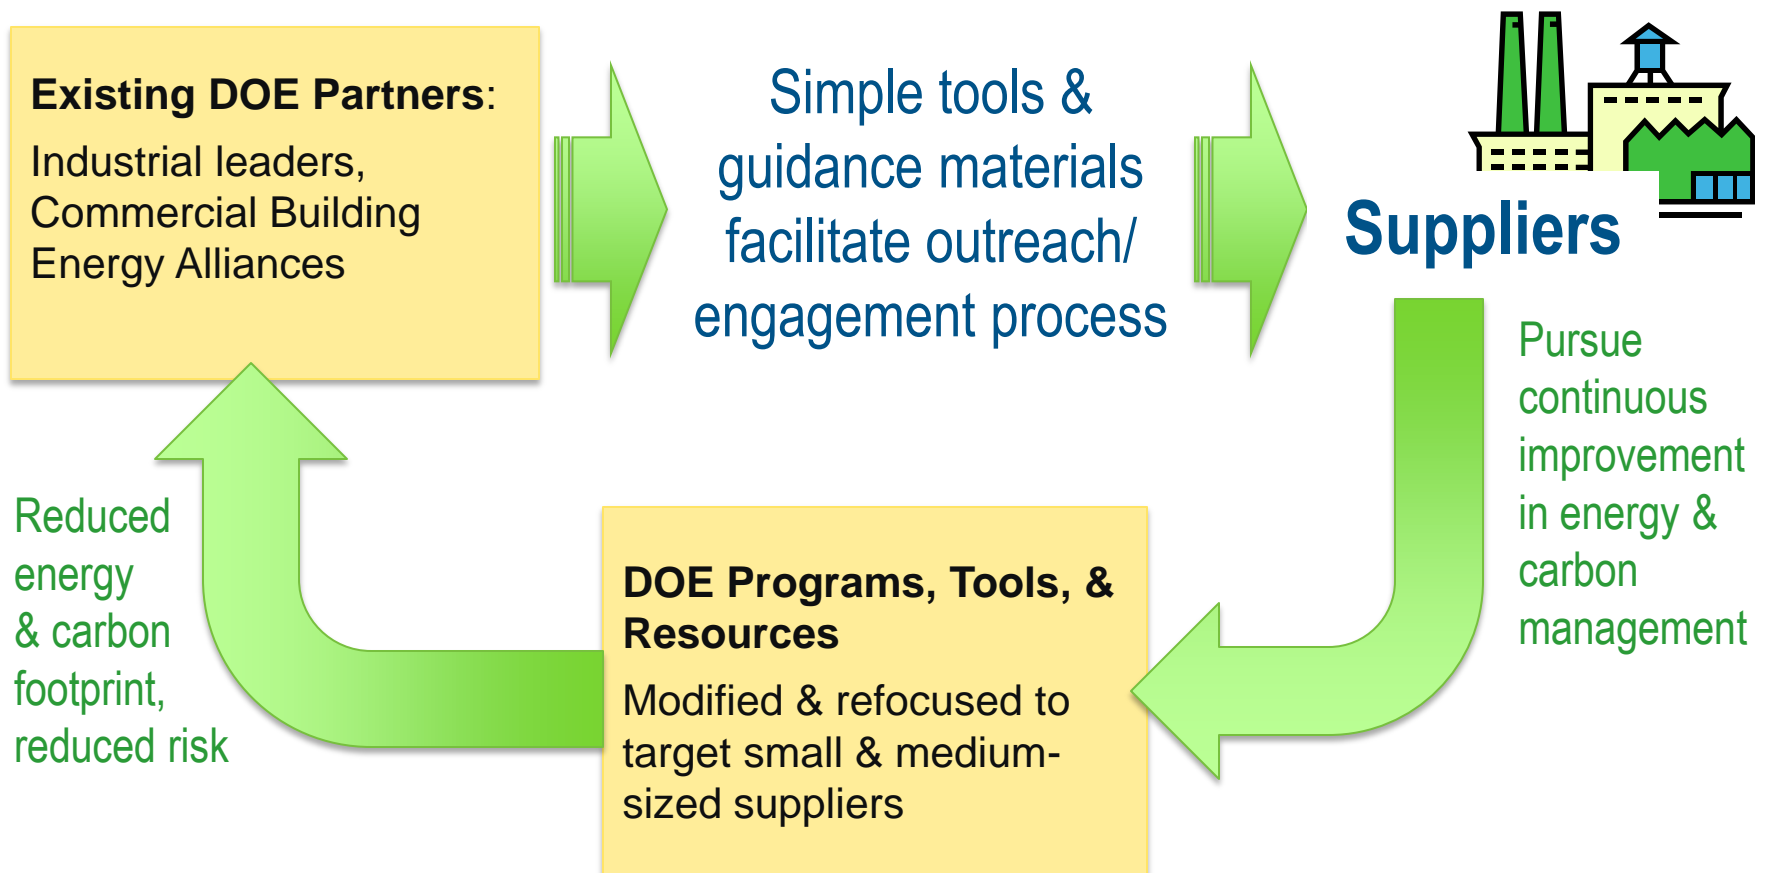 Existing DOE Partners:
Industrial leaders,
Commercial Building
Energy Alliances
Simple tools &
guidance materials
facilitate outreach/
engagement process
Suppliers
Pursue
continuous
improvement
in energy &
carbon
management
DOE Programs, Tools, &
Resources
Modified & refocused to
target small & medium-
sized suppliers
Reduced
energy
& carbon
footprint,
reduced risk